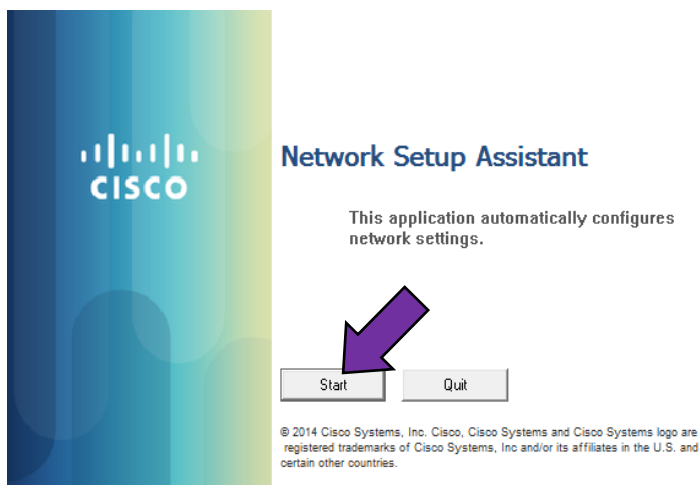 CISCO
Network Setup Assistant
This application automatically configures
network settings.
Start
Quit
© 2014 Cisco Systems, Inc. Cisco, Cisco Systems and Cisco Systems logo are
registered trademarks of Cisco Systems, Inc and/or its affiliates in the U.S. and
certain other countries.